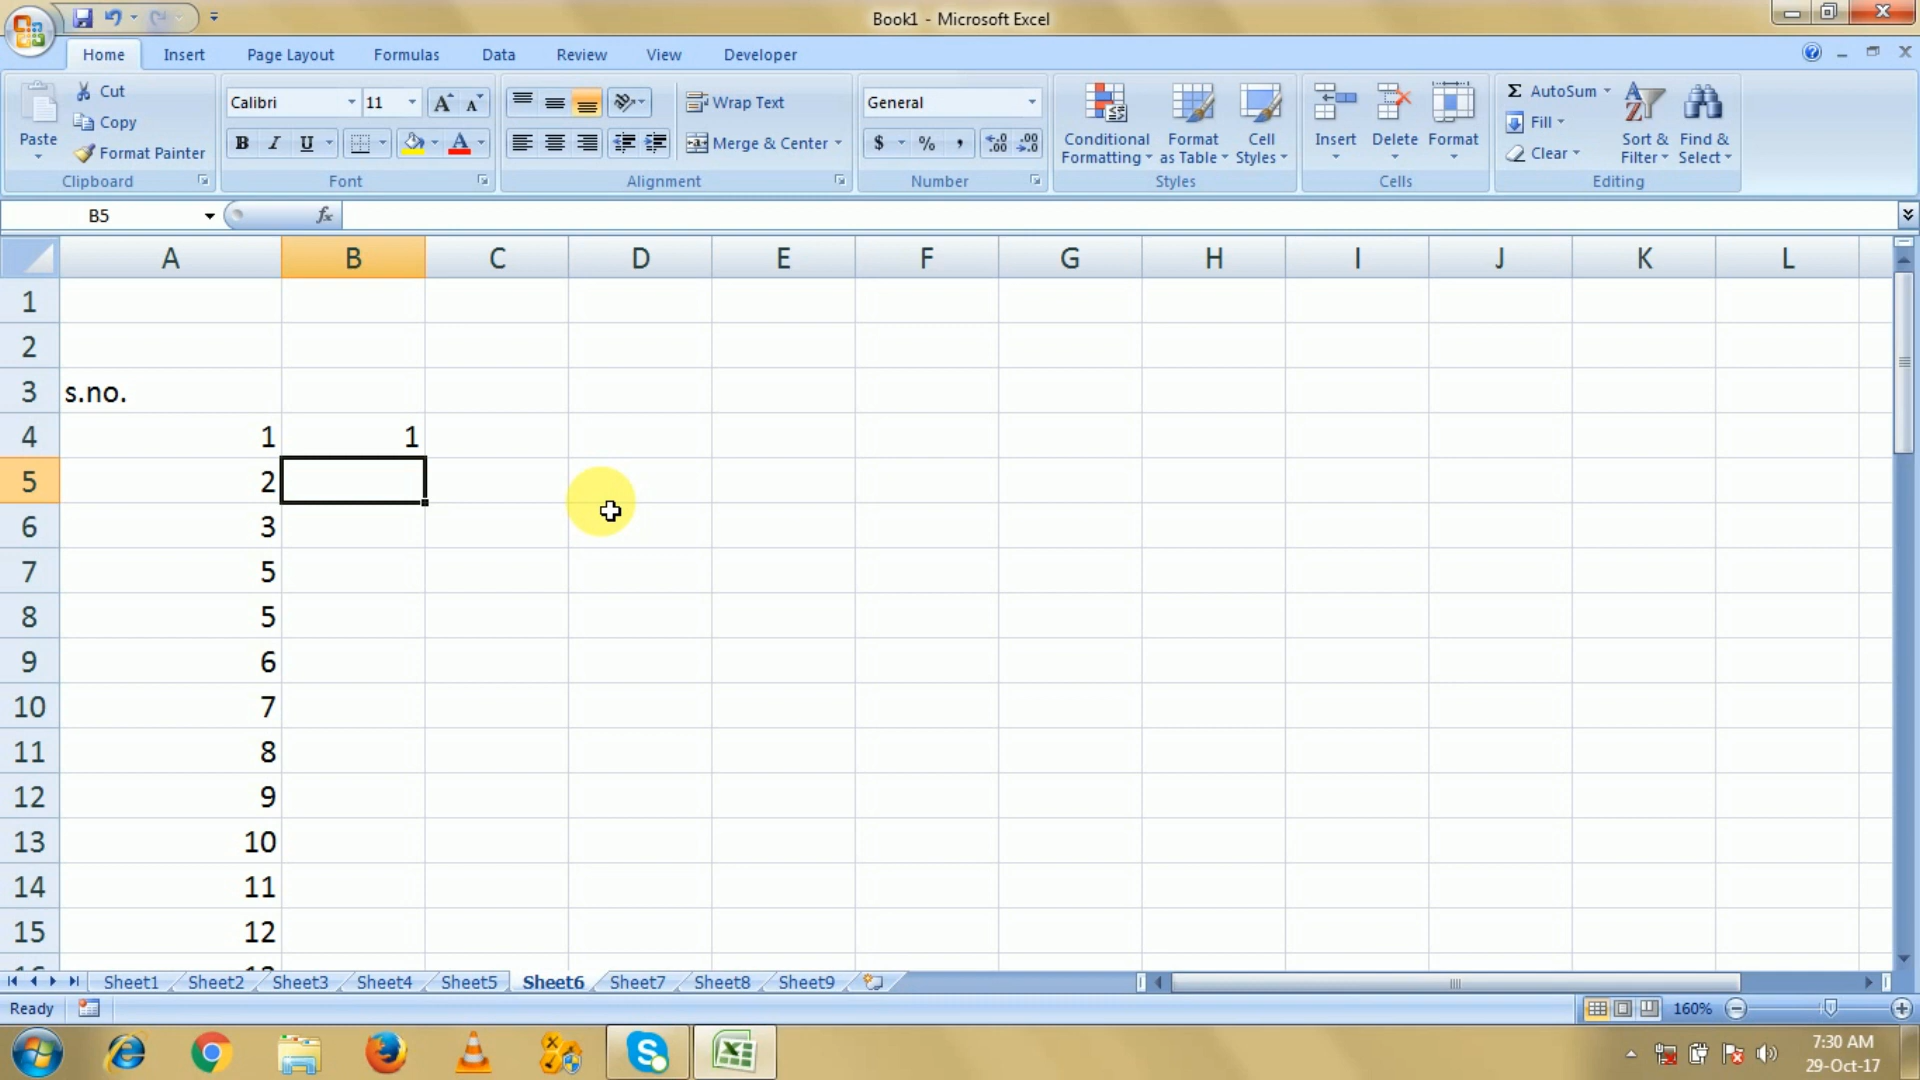 Book1 - Microsoft Excel
Home Insert Page Layout Formulas Data Review View Developer
Paste
Cut
Copy
Format Painter
Clipboard
Calibri 11
B I U
Font
Wrap Text
Merge & Center
Alignment
General
$ % ,
Number
Conditional Formatting
Format as Table
Cell Styles
Styles
Insert Delete Format
Cells
Σ AutoSum
Fill
Clear
Sort & Filter
Find & Select
Editing
B5 fx
A B C D E F G H I J K L
1
2
3 s.no.
4 1 1
5 2
6 3
7 5
8 5
9 6
10 7
11 8
12 9
13 10
14 11
15 12
Sheet1 Sheet2 Sheet3 Sheet4 Sheet5 Sheet6 Sheet7 Sheet8 Sheet9
Ready 160%
7:30 AM
29-Oct-17